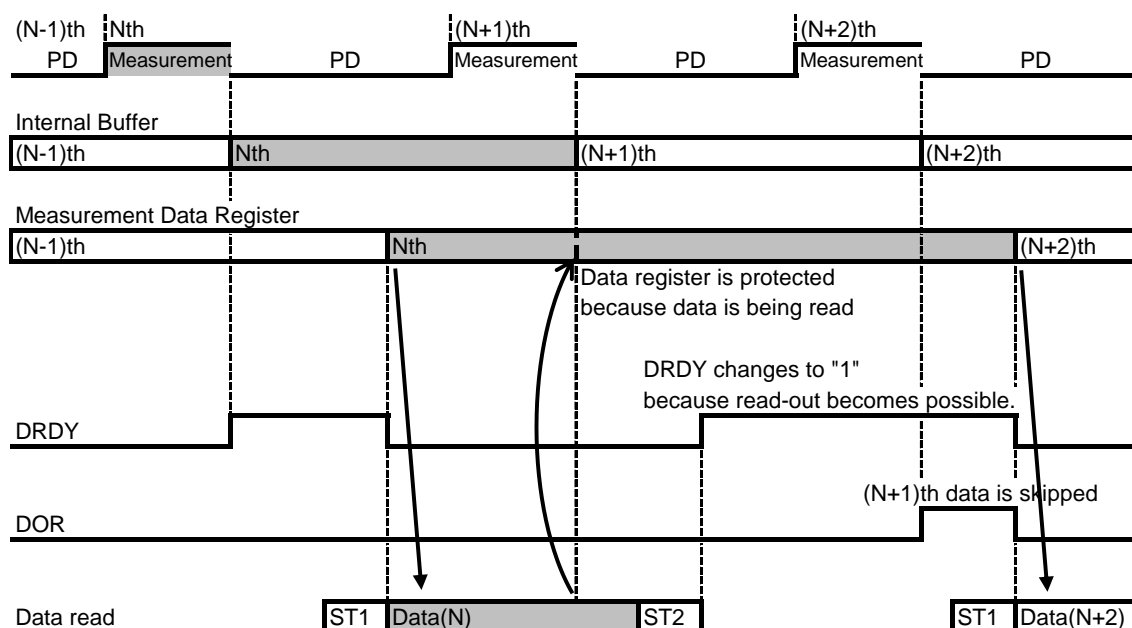 (N-1)th Nth (N+1)th (N+2)th
PD Measurement PD Measurement PD Measurement PD
Internal Buffer
(N-1)th Nth (N+1)th (N+2)th
Measurement Data Register
(N-1)th Nth (N+2)th
Data register is protected
because data is being read
DRDY changes to "1"
because read-out becomes possible.
DRDY
(N+1)th data is skipped
DOR
Data read ST1 Data(N) ST2 ST1 Data(N+2)